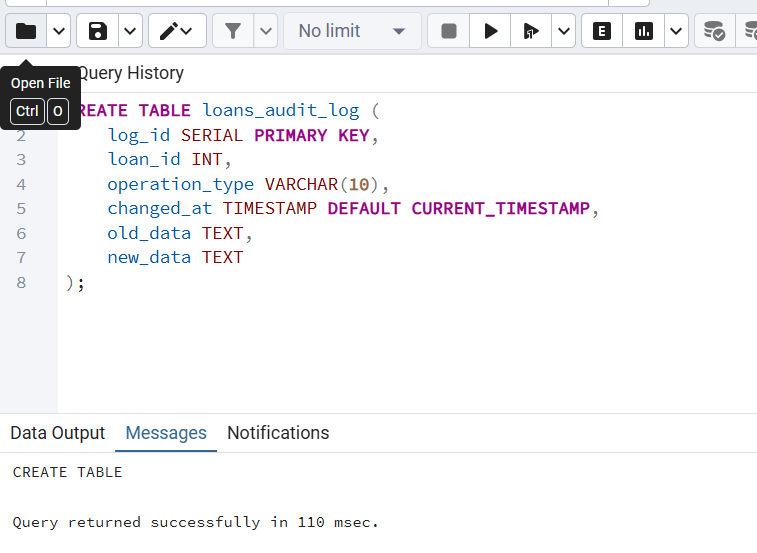 No limit
E
Open File
Ctrl O
Query History
REATE TABLE loans_audit_log (
2 log_id SERIAL PRIMARY KEY,
3 loan_id INT,
4 operation_type VARCHAR(10),
5 changed_at TIMESTAMP DEFAULT CURRENT_TIMESTAMP,
6 old_data TEXT,
7 new_data TEXT
8 );
Data Output Messages Notifications
CREATE TABLE
Query returned successfully in 110 msec.